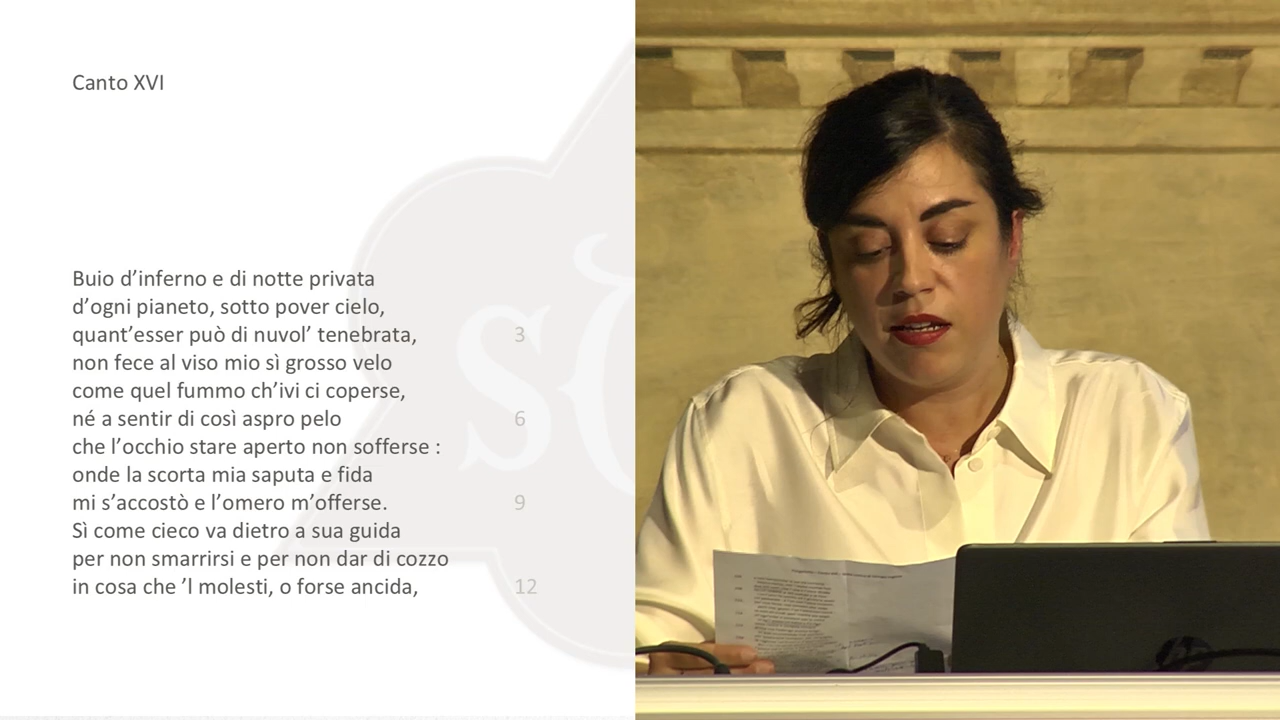 Canto XVI
Buio d’inferno e di notte privata
d’ogni pianeto, sotto pover cielo,
quant’esser può di nuvol’ tenebrata, 3
non fece al viso mio sì grosso velo
come quel fummo ch’ivi ci coperse,
né a sentir di così aspro pelo 6
che l’occhio stare aperto non sofferse :
onde la scorta mia saputa e fida
mi s’accostò e l’omero m’offerse. 9
Sì come cieco va dietro a sua guida
per non smarrirsi e per non dar di cozzo
in cosa che ’l molesti, o forse ancida, 12